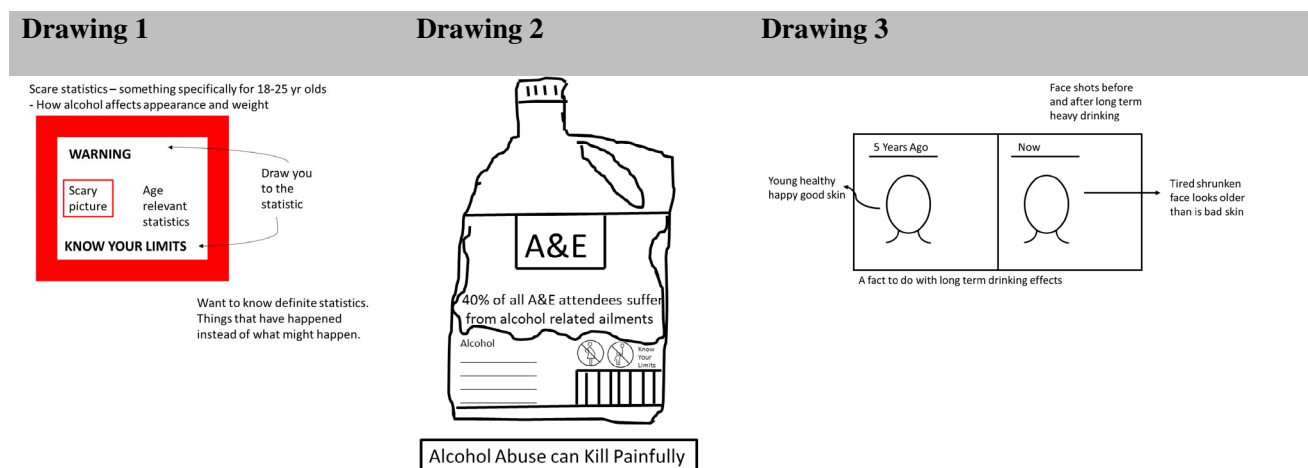 Drawing 1
Drawing 2
Drawing 3
Scare statistics – something specifically for 18-25 yr olds
- How alcohol affects appearance and weight
WARNING
Scary
picture
Age
relevant
statistics
KNOW YOUR LIMITS
Draw you
to the
statistic
Want to know definite statistics.
Things that have happened
instead of what might happen.
A&E
40% of all A&E attendees suffer
from alcohol related ailments
Alcohol
Know
Your
Limits
Alcohol Abuse can Kill Painfully
Face shots before
and after long term
heavy drinking
5 Years Ago
Now
Young healthy
happy good skin
Tired shrunken
face looks older
than is bad skin
A fact to do with long term drinking effects